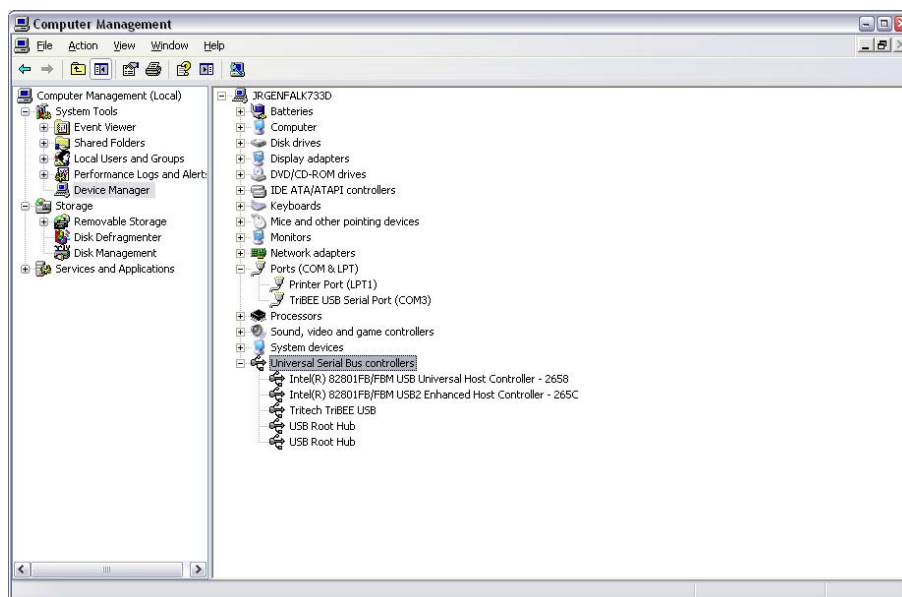 Computer Management
File Action View Window Help
Computer Management (Local)
System Tools
Event Viewer
Shared Folders
Local Users and Groups
Performance Logs and Alert
Device Manager
Storage
Removable Storage
Disk Defragmenter
Disk Management
Services and Applications
JRGENFALK733D
Batteries
Computer
Disk drives
Display adapters
DVD/CD-ROM drives
IDE ATA/ATAPI controllers
Keyboards
Mice and other pointing devices
Monitors
Network adapters
Ports (COM & LPT)
Printer Port (LPT1)
TriBEE USB Serial Port (COM3)
Processors
Sound, video and game controllers
System devices
Universal Serial Bus controllers
Intel(R) 82801FB/FBM USB Universal Host Controller - 2658
Intel(R) 82801FB/FBM USB2 Enhanced Host Controller - 265C
Tritech TriBEE USB
USB Root Hub
USB Root Hub